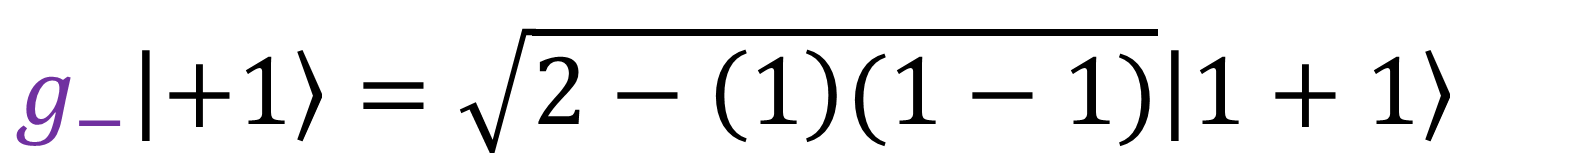 g₋|+1⟩ = √(2 − (1)(1 − 1))|1 + 1⟩